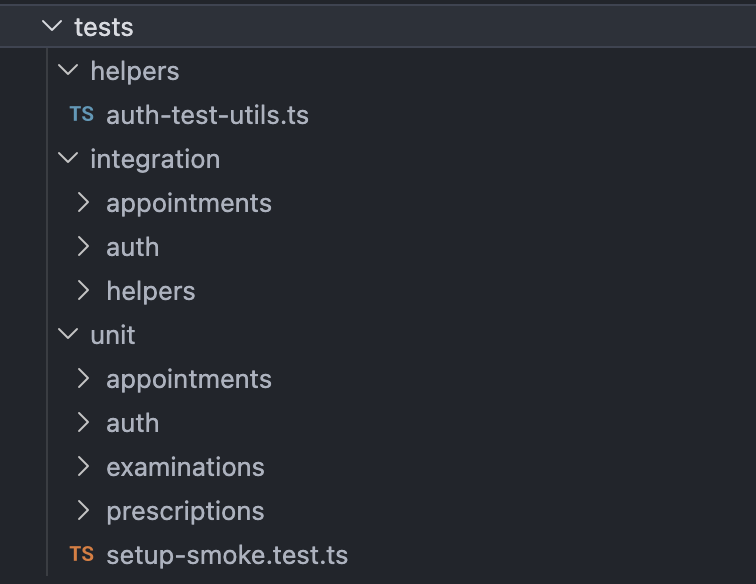 tests
helpers
TS auth-test-utils.ts
integration
appointments
auth
helpers
unit
appointments
auth
examinations
prescriptions
TS setup-smoke.test.ts